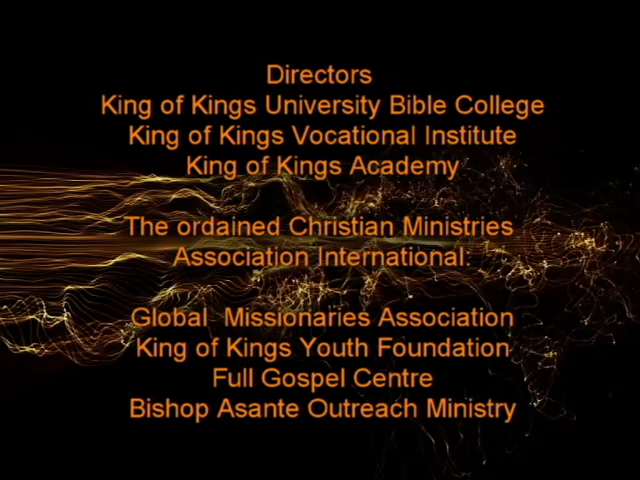 Directors
King of Kings University Bible College
King of Kings Vocational Institute
King of Kings Academy
The ordained Christian Ministries
Association International:
Global Missionaries Association
King of Kings Youth Foundation
Full Gospel Centre
Bishop Asante Outreach Ministry